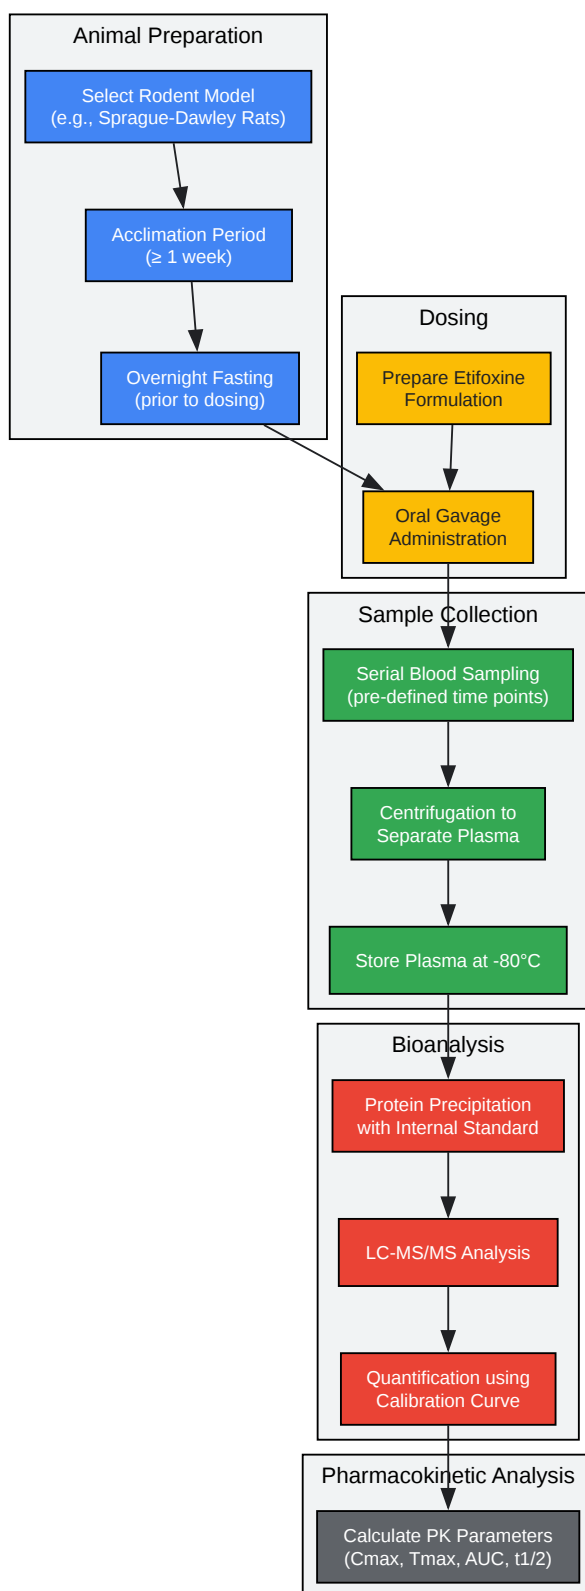 Animal Preparation
Select Rodent Model
(e.g., Sprague-Dawley Rats)
Acclimation Period
(≥ 1 week)
Overnight Fasting
(prior to dosing)
Dosing
Prepare Etifoxine
Formulation
Oral Gavage
Administration
Sample Collection
Serial Blood Sampling
(pre-defined time points)
Centrifugation to
Separate Plasma
Store Plasma at -80°C
Bioanalysis
Protein Precipitation
with Internal Standard
LC-MS/MS Analysis
Quantification using
Calibration Curve
Pharmacokinetic Analysis
Calculate PK Parameters
(Cmax, Tmax, AUC, t1/2)